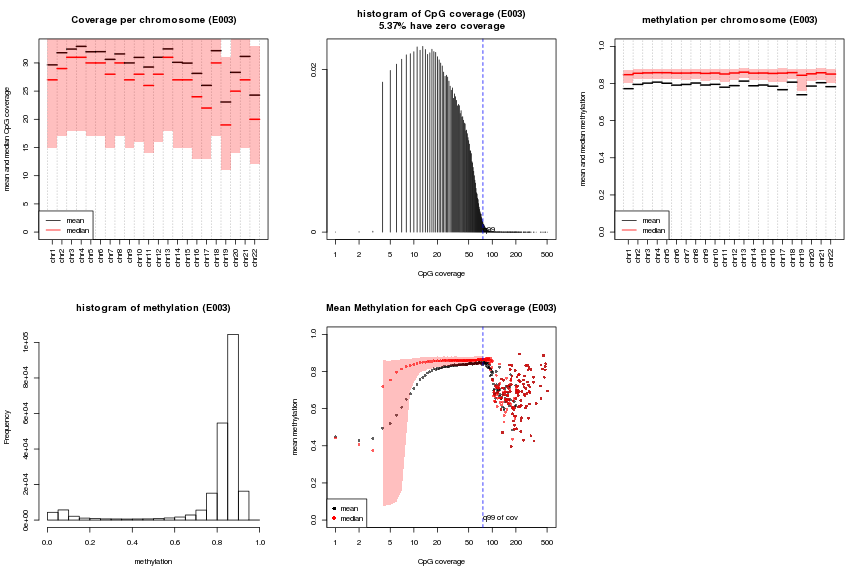 Coverage per chromosome (E003)
mean and median CpG coverage
0 5 10 15 20 25 30
mean
median
chr1 chr2 chr3 chr4 chr5 chr6 chr7 chr8 chr9 chr10 chr11 chr12 chr13 chr14 chr15 chr16 chr17 chr18 chr19 chr20 chr21 chr22
histogram of CpG coverage (E003)
5.37% have zero coverage
0 0.02
q99
1 2 5 10 20 50 100 200 500
CpG coverage
methylation per chromosome (E003)
mean and median methylation
0.0 0.2 0.4 0.6 0.8 1.0
mean
median
chr1 chr2 chr3 chr4 chr5 chr6 chr7 chr8 chr9 chr10 chr11 chr12 chr13 chr14 chr15 chr16 chr17 chr18 chr19 chr20 chr21 chr22
histogram of methylation (E003)
Frequency
0e+00 2e+04 4e+04 6e+04 8e+04 1e+05
0.0 0.2 0.4 0.6 0.8 1.0
methylation
Mean Methylation for each CpG coverage (E003)
mean methylation
0.0 0.2 0.4 0.6 0.8 1.0
mean
median
q99 of cov
1 2 5 10 20 50 100 200 500
CpG coverage